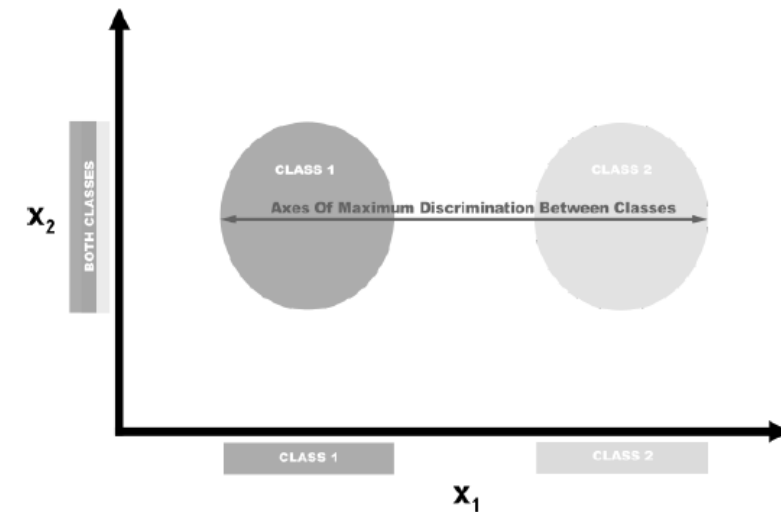 CLASS 1
CLASS 2
Axes Of Maximum Discrimination Between Classes
X2
BOTH CLASSES
CLASS 1
CLASS 2
X1